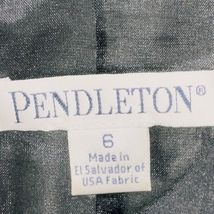 PENDLETON®
6
Made in
El Salvador of
USA Fabric